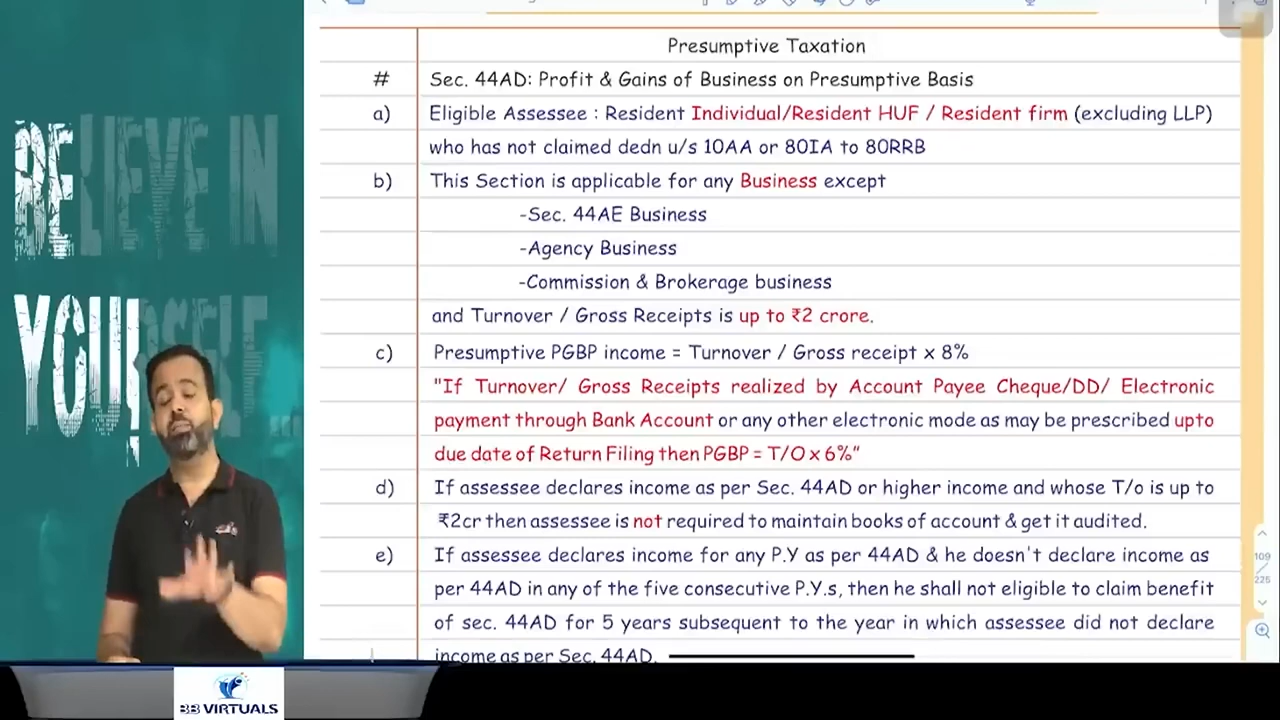 BELIEVE IN
YOURSELF
Presumptive Taxation
# Sec. 44AD: Profit & Gains of Business on Presumptive Basis
a) Eligible Assessee : Resident Individual/Resident HUF / Resident firm (excluding LLP)
who has not claimed dedn u/s 10AA or 80IA to 80RRB
b) This Section is applicable for any Business except
-Sec. 44AE Business
-Agency Business
-Commission & Brokerage business
and Turnover / Gross Receipts is up to ₹2 crore.
c) Presumptive PGBP income = Turnover / Gross receipt x 8%
"If Turnover/ Gross Receipts realized by Account Payee Cheque/DD/ Electronic
payment through Bank Account or any other electronic mode as may be prescribed upto
due date of Return Filing then PGBP = T/O x 6%"
d) If assessee declares income as per Sec. 44AD or higher income and whose T/o is up to
₹2cr then assessee is not required to maintain books of account & get it audited.
e) If assessee declares income for any P.Y as per 44AD & he doesn't declare income as
per 44AD in any of the five consecutive P.Y.s, then he shall not eligible to claim benefit
of sec. 44AD for 5 years subsequent to the year in which assessee did not declare
income as per Sec. 44AD.
109
/
225
BB VIRTUALS